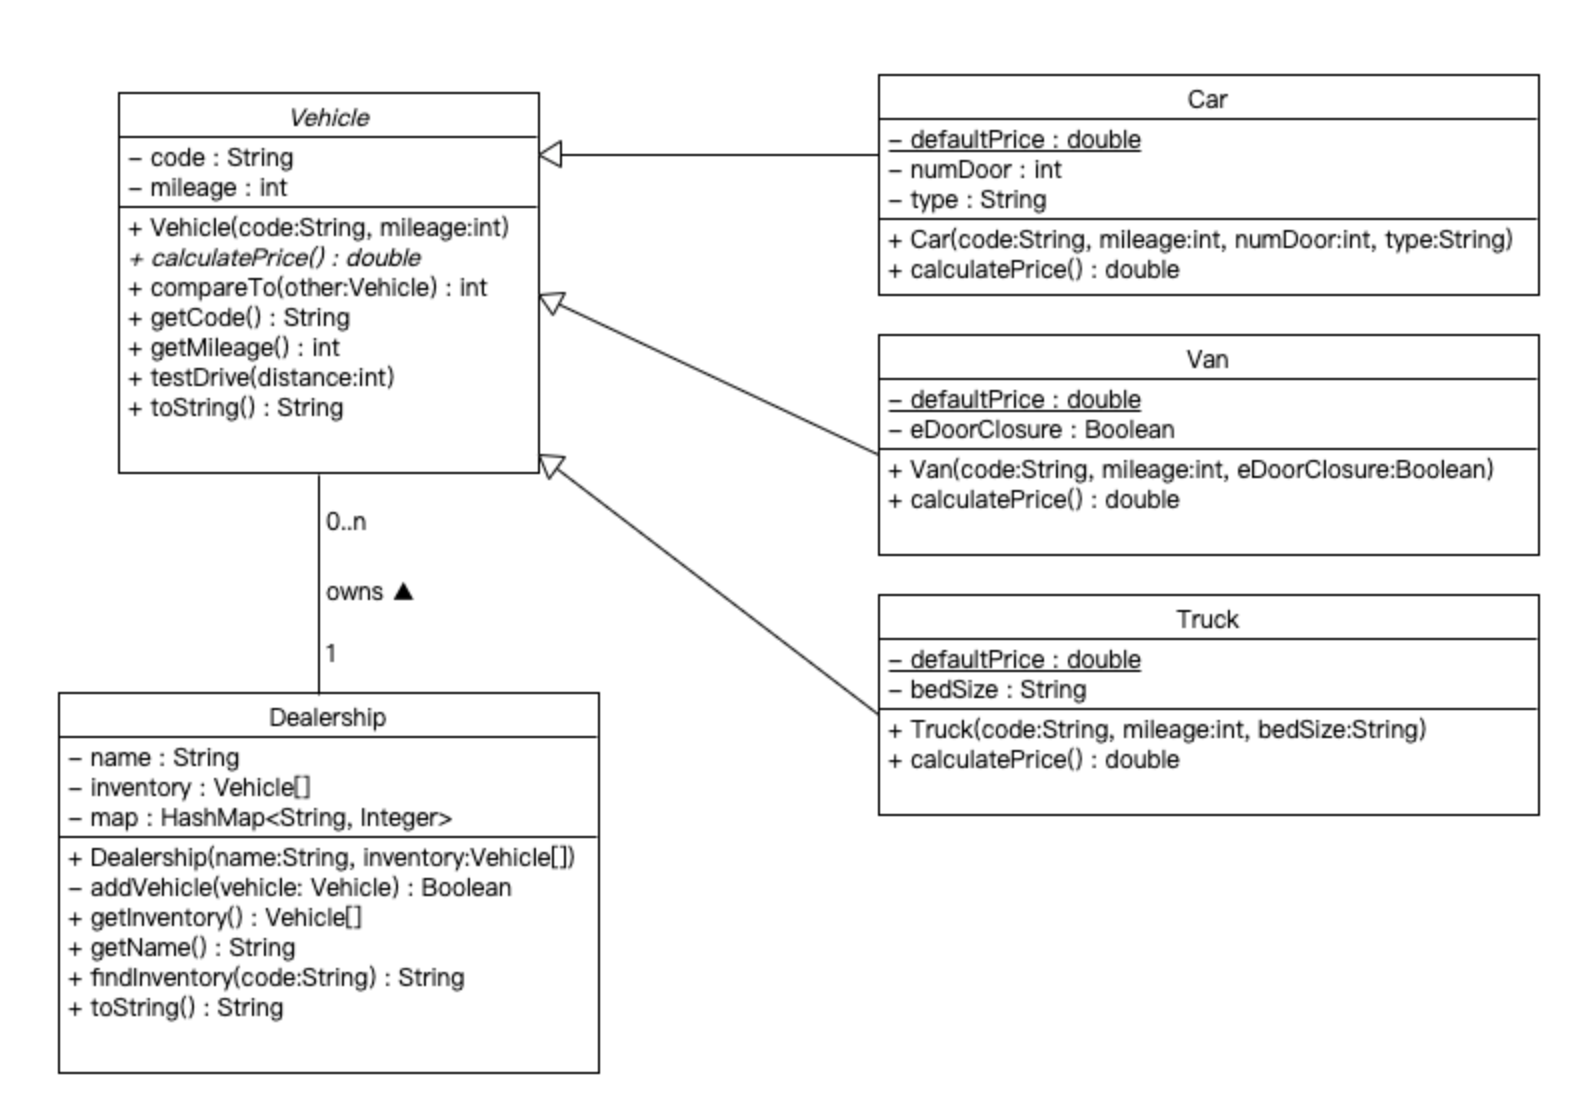 Vehicle
– code : String
– mileage : int
+ Vehicle(code:String, mileage:int)
+ calculatePrice() : double
+ compareTo(other:Vehicle) : int
+ getCode() : String
+ getMileage() : int
+ testDrive(distance:int)
+ toString() : String
0..n
owns ▲
1
Dealership
– name : String
– inventory : Vehicle[]
– map : HashMap<String, Integer>
+ Dealership(name:String, inventory:Vehicle[])
– addVehicle(vehicle: Vehicle) : Boolean
+ getInventory() : Vehicle[]
+ getName() : String
+ findInventory(code:String) : String
+ toString() : String
Car
– defaultPrice : double
– numDoor : int
– type : String
+ Car(code:String, mileage:int, numDoor:int, type:String)
+ calculatePrice() : double
Van
– defaultPrice : double
– eDoorClosure : Boolean
+ Van(code:String, mileage:int, eDoorClosure:Boolean)
+ calculatePrice() : double
Truck
– defaultPrice : double
– bedSize : String
+ Truck(code:String, mileage:int, bedSize:String)
+ calculatePrice() : double